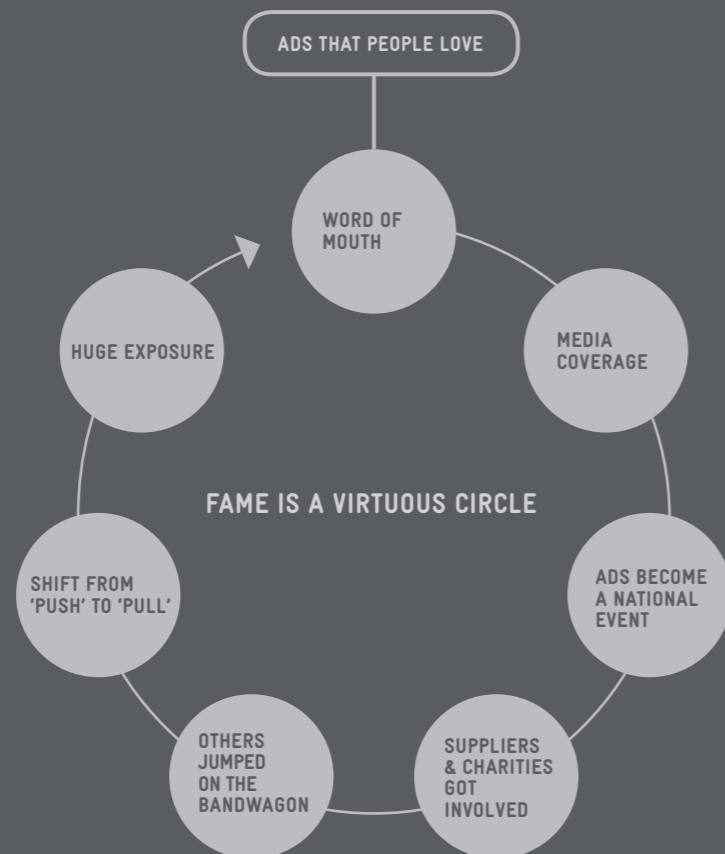 ADS THAT PEOPLE LOVE
WORD OF
MOUTH
MEDIA
COVERAGE
ADS BECOME
A NATIONAL
EVENT
SUPPLIERS
& CHARITIES
GOT
INVOLVED
OTHERS
JUMPED
ON THE
BANDWAGON
SHIFT FROM
‘PUSH’ TO ‘PULL’
HUGE EXPOSURE
FAME IS A VIRTUOUS CIRCLE